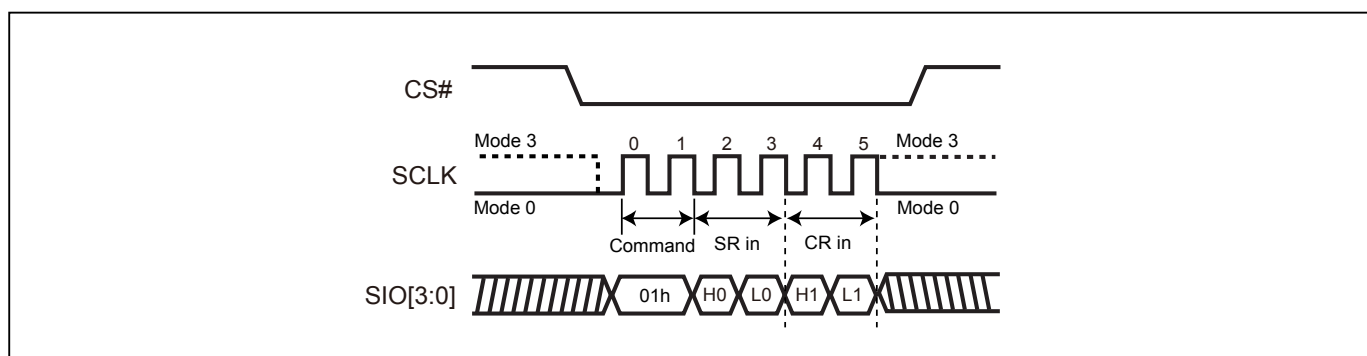 CS#
Mode 3
0 1 2 3 4 5
Mode 3
SCLK
Mode 0
Mode 0
Command
SR in
CR in
SIO[3:0]
01h
H0
L0
H1
L1